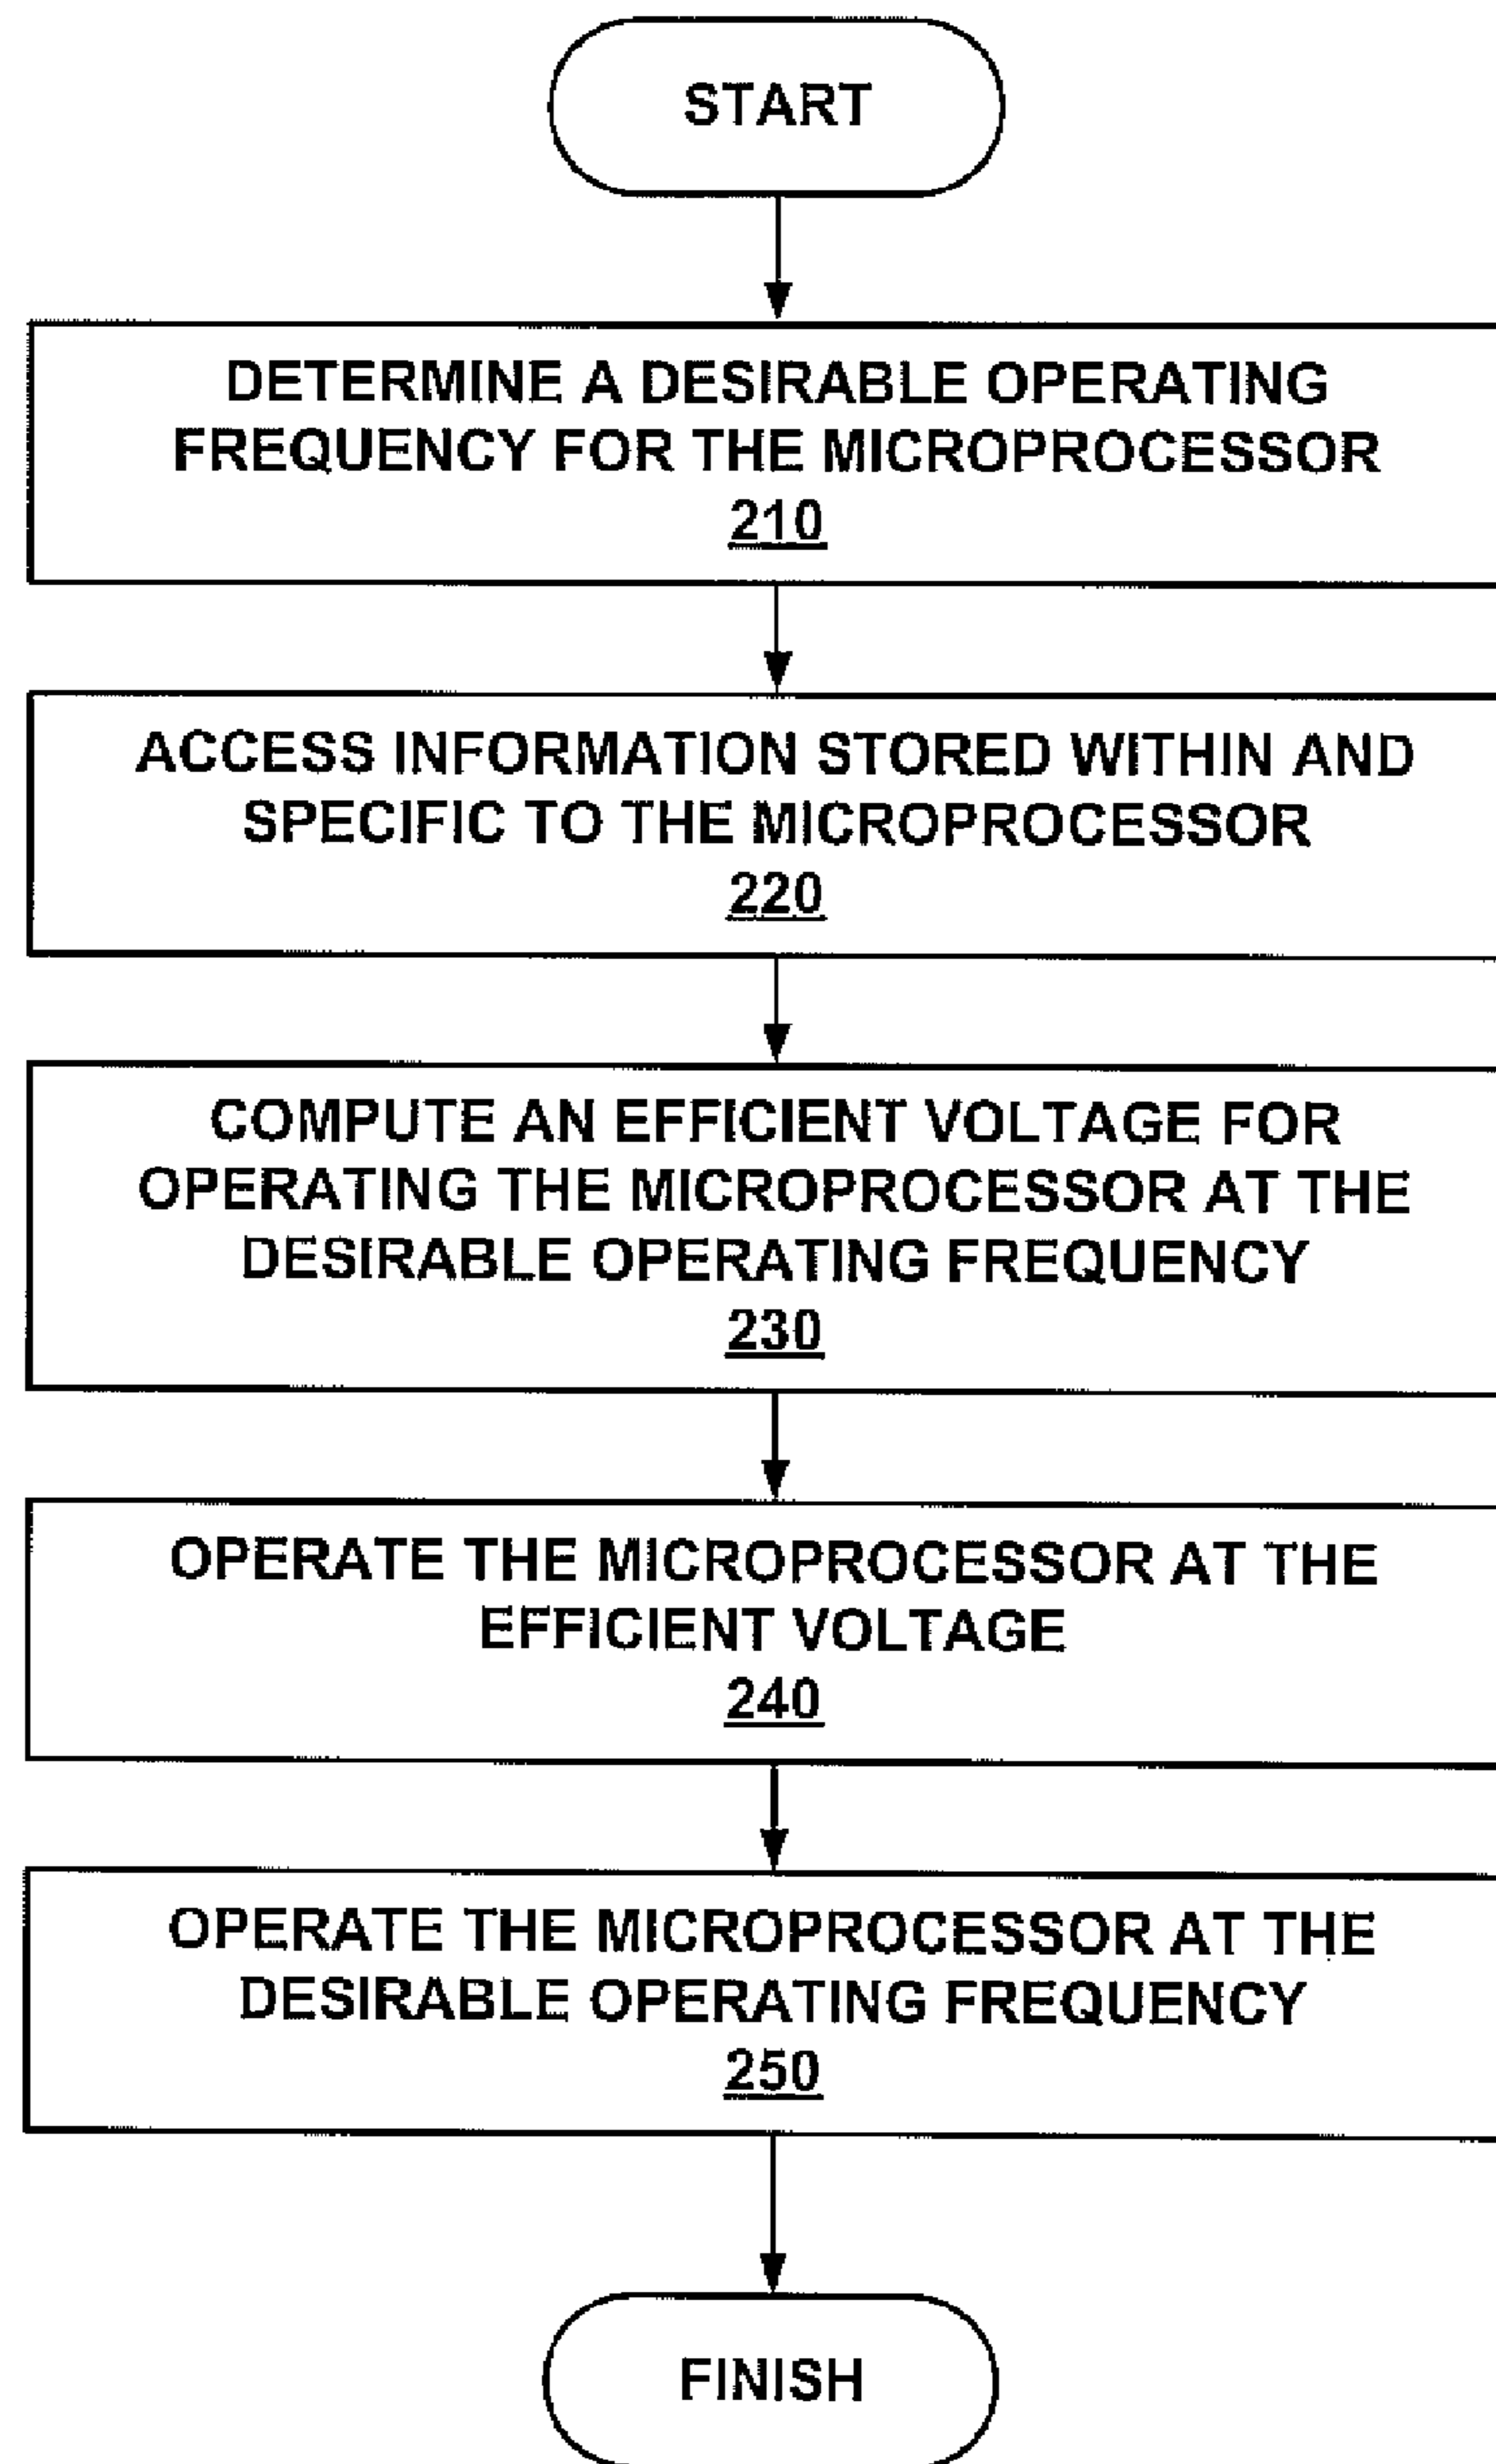 START
DETERMINE A DESIRABLE OPERATING
FREQUENCY FOR THE MICROPROCESSOR
210
ACCESS INFORMATION STORED WITHIN AND
SPECIFIC TO THE MICROPROCESSOR
220
COMPUTE AN EFFICIENT VOLTAGE FOR
OPERATING THE MICROPROCESSOR AT THE
DESIRABLE OPERATING FREQUENCY
230
OPERATE THE MICROPROCESSOR AT THE
EFFICIENT VOLTAGE
240
OPERATE THE MICROPROCESSOR AT THE
DESIRABLE OPERATING FREQUENCY
250
FINISH